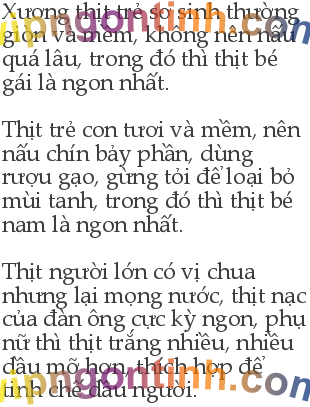 Xương thịt trẻ sơ sinh thường
giòn và mềm, không nên nấu
quá lâu, trong đó thì thịt bé
gái là ngon nhất.
Thịt trẻ con tươi và mềm, nên
nấu chín bảy phần, dùng
rượu gạo, gừng tỏi để loại bỏ
mùi tanh, trong đó thì thịt bé
nam là ngon nhất.
Thịt người lớn có vị chua
nhưng lại mọng nước, thịt nạc
của đàn ông cực kỳ ngon, phụ
nữ thì thịt trắng nhiều, nhiều
dầu mỡ hơn, thích hợp để
tinh chế dầu người.
vipngontinh.com
vipngontinh.com